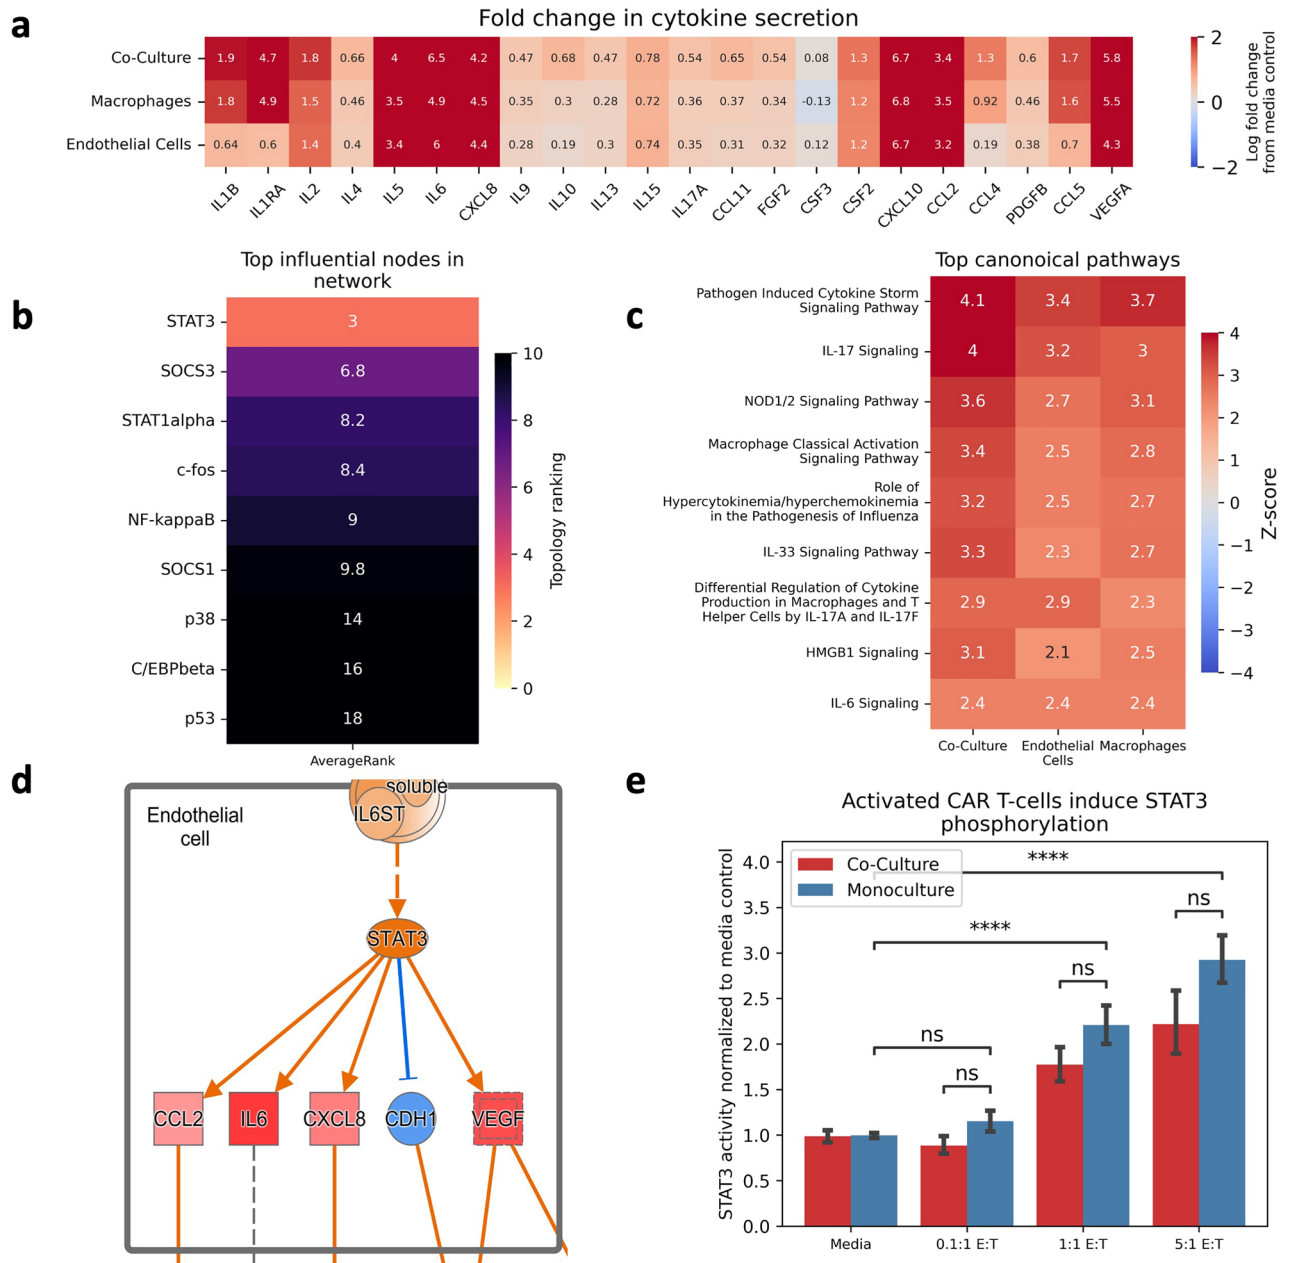 a
Fold change in cytokine secretion
Co-Culture 1.9 4.7 1.8 0.66 4 6.5 4.2 0.47 0.68 0.47 0.78 0.54 0.65 0.54 0.08 1.3 6.7 3.4 1.3 0.6 1.7 5.8
Macrophages 1.8 4.9 1.5 0.46 3.5 4.9 4.5 0.35 0.3 0.28 0.72 0.36 0.37 0.34 -0.13 1.2 6.8 3.5 0.92 0.46 1.6 5.5
Endothelial Cells 0.64 0.6 1.4 0.4 3.4 6 4.4 0.28 0.19 0.3 0.74 0.35 0.31 0.32 0.12 1.2 6.7 3.2 0.19 0.38 0.7 4.3
IL1B IL1RA IL2 IL4 IL5 IL6 CXCL8 IL9 IL10 IL13 IL15 IL17A CCL11 FGF2 CSF3 CSF2 CXCL10 CCL2 CCL4 PDGFB CCL5 VEGFA
2
0
−2
Log fold change
from media control
b
Top influential nodes in
network
STAT3 3
SOCS3 6.8
STAT1alpha 8.2
c-fos 8.4
NF-kappaB 9
SOCS1 9.8
p38 14
C/EBPbeta 16
p53 18
AverageRank
10
8
6
4
2
0
Topology ranking
c
Top canonoical pathways
Pathogen Induced Cytokine Storm
Signaling Pathway
4.1 3.4 3.7
IL-17 Signaling 4 3.2 3
NOD1/2 Signaling Pathway 3.6 2.7 3.1
Macrophage Classical Activation
Signaling Pathway
3.4 2.5 2.8
Role of
Hypercytokinemia/hyperchemokinemia
in the Pathogenesis of Influenza
3.2 2.5 2.7
IL-33 Signaling Pathway 3.3 2.3 2.7
Differential Regulation of Cytokine
Production in Macrophages and T
Helper Cells by IL-17A and IL-17F
2.9 2.9 2.3
HMGB1 Signaling 3.1 2.1 2.5
IL-6 Signaling 2.4 2.4 2.4
Co-Culture Endothelial Macrophages
Cells
4
3
2
1
0
−1
−2
−3
−4
Z-score
d
Endothelial
cell
soluble
IL6ST
STAT3
CCL2 IL6 CXCL8 CDH1 VEGF
e
Activated CAR T-cells induce STAT3
phosphorylation
STAT3 activity normalized to media control
4.0
3.5
3.0
2.5
2.0
1.5
1.0
0.5
0.0
Co-Culture
Monoculture
****
ns
****
ns
ns
ns
Media 0.1:1 E:T 1:1 E:T 5:1 E:T